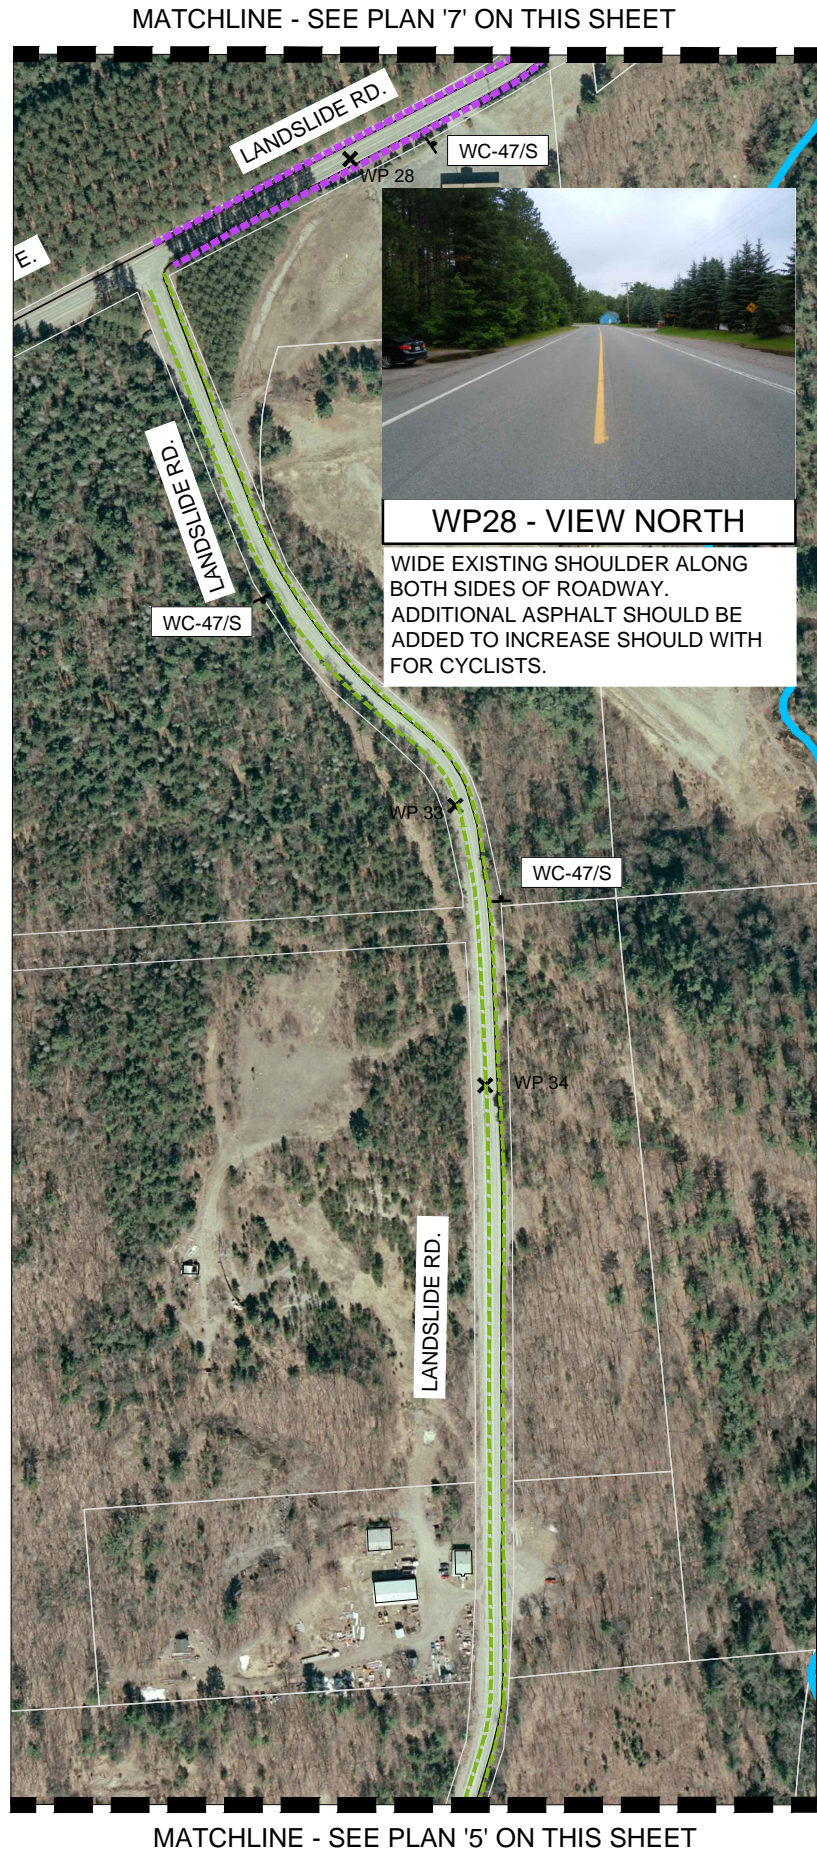 MATCHLINE - SEE PLAN '7' ON THIS SHEET
LANDSLIDE RD.
WC-47/S
WP 28
E.
LANDSLIDE RD.
WP28 - VIEW NORTH
WIDE EXISTING SHOULDER ALONG
BOTH SIDES OF ROADWAY.
ADDITIONAL ASPHALT SHOULD BE
ADDED TO INCREASE SHOULD WITH
FOR CYCLISTS.
WC-47/S
WP 33
WC-47/S
WP 34
LANDSLIDE RD.
MATCHLINE - SEE PLAN '5' ON THIS SHEET